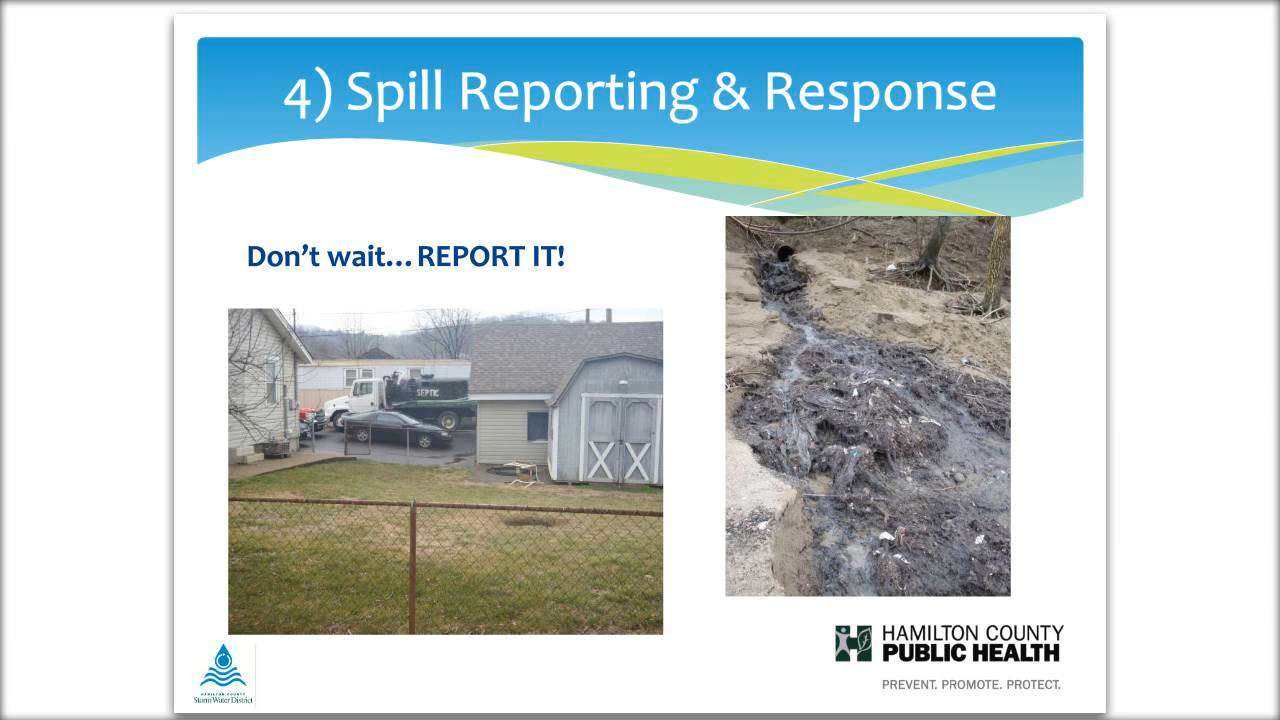 4) Spill Reporting & Response
Don't wait…REPORT IT!
SEPTIC
HAMILTON COUNTY
PUBLIC HEALTH
PREVENT. PROMOTE. PROTECT.
HAMILTON COUNTY
Storm Water District